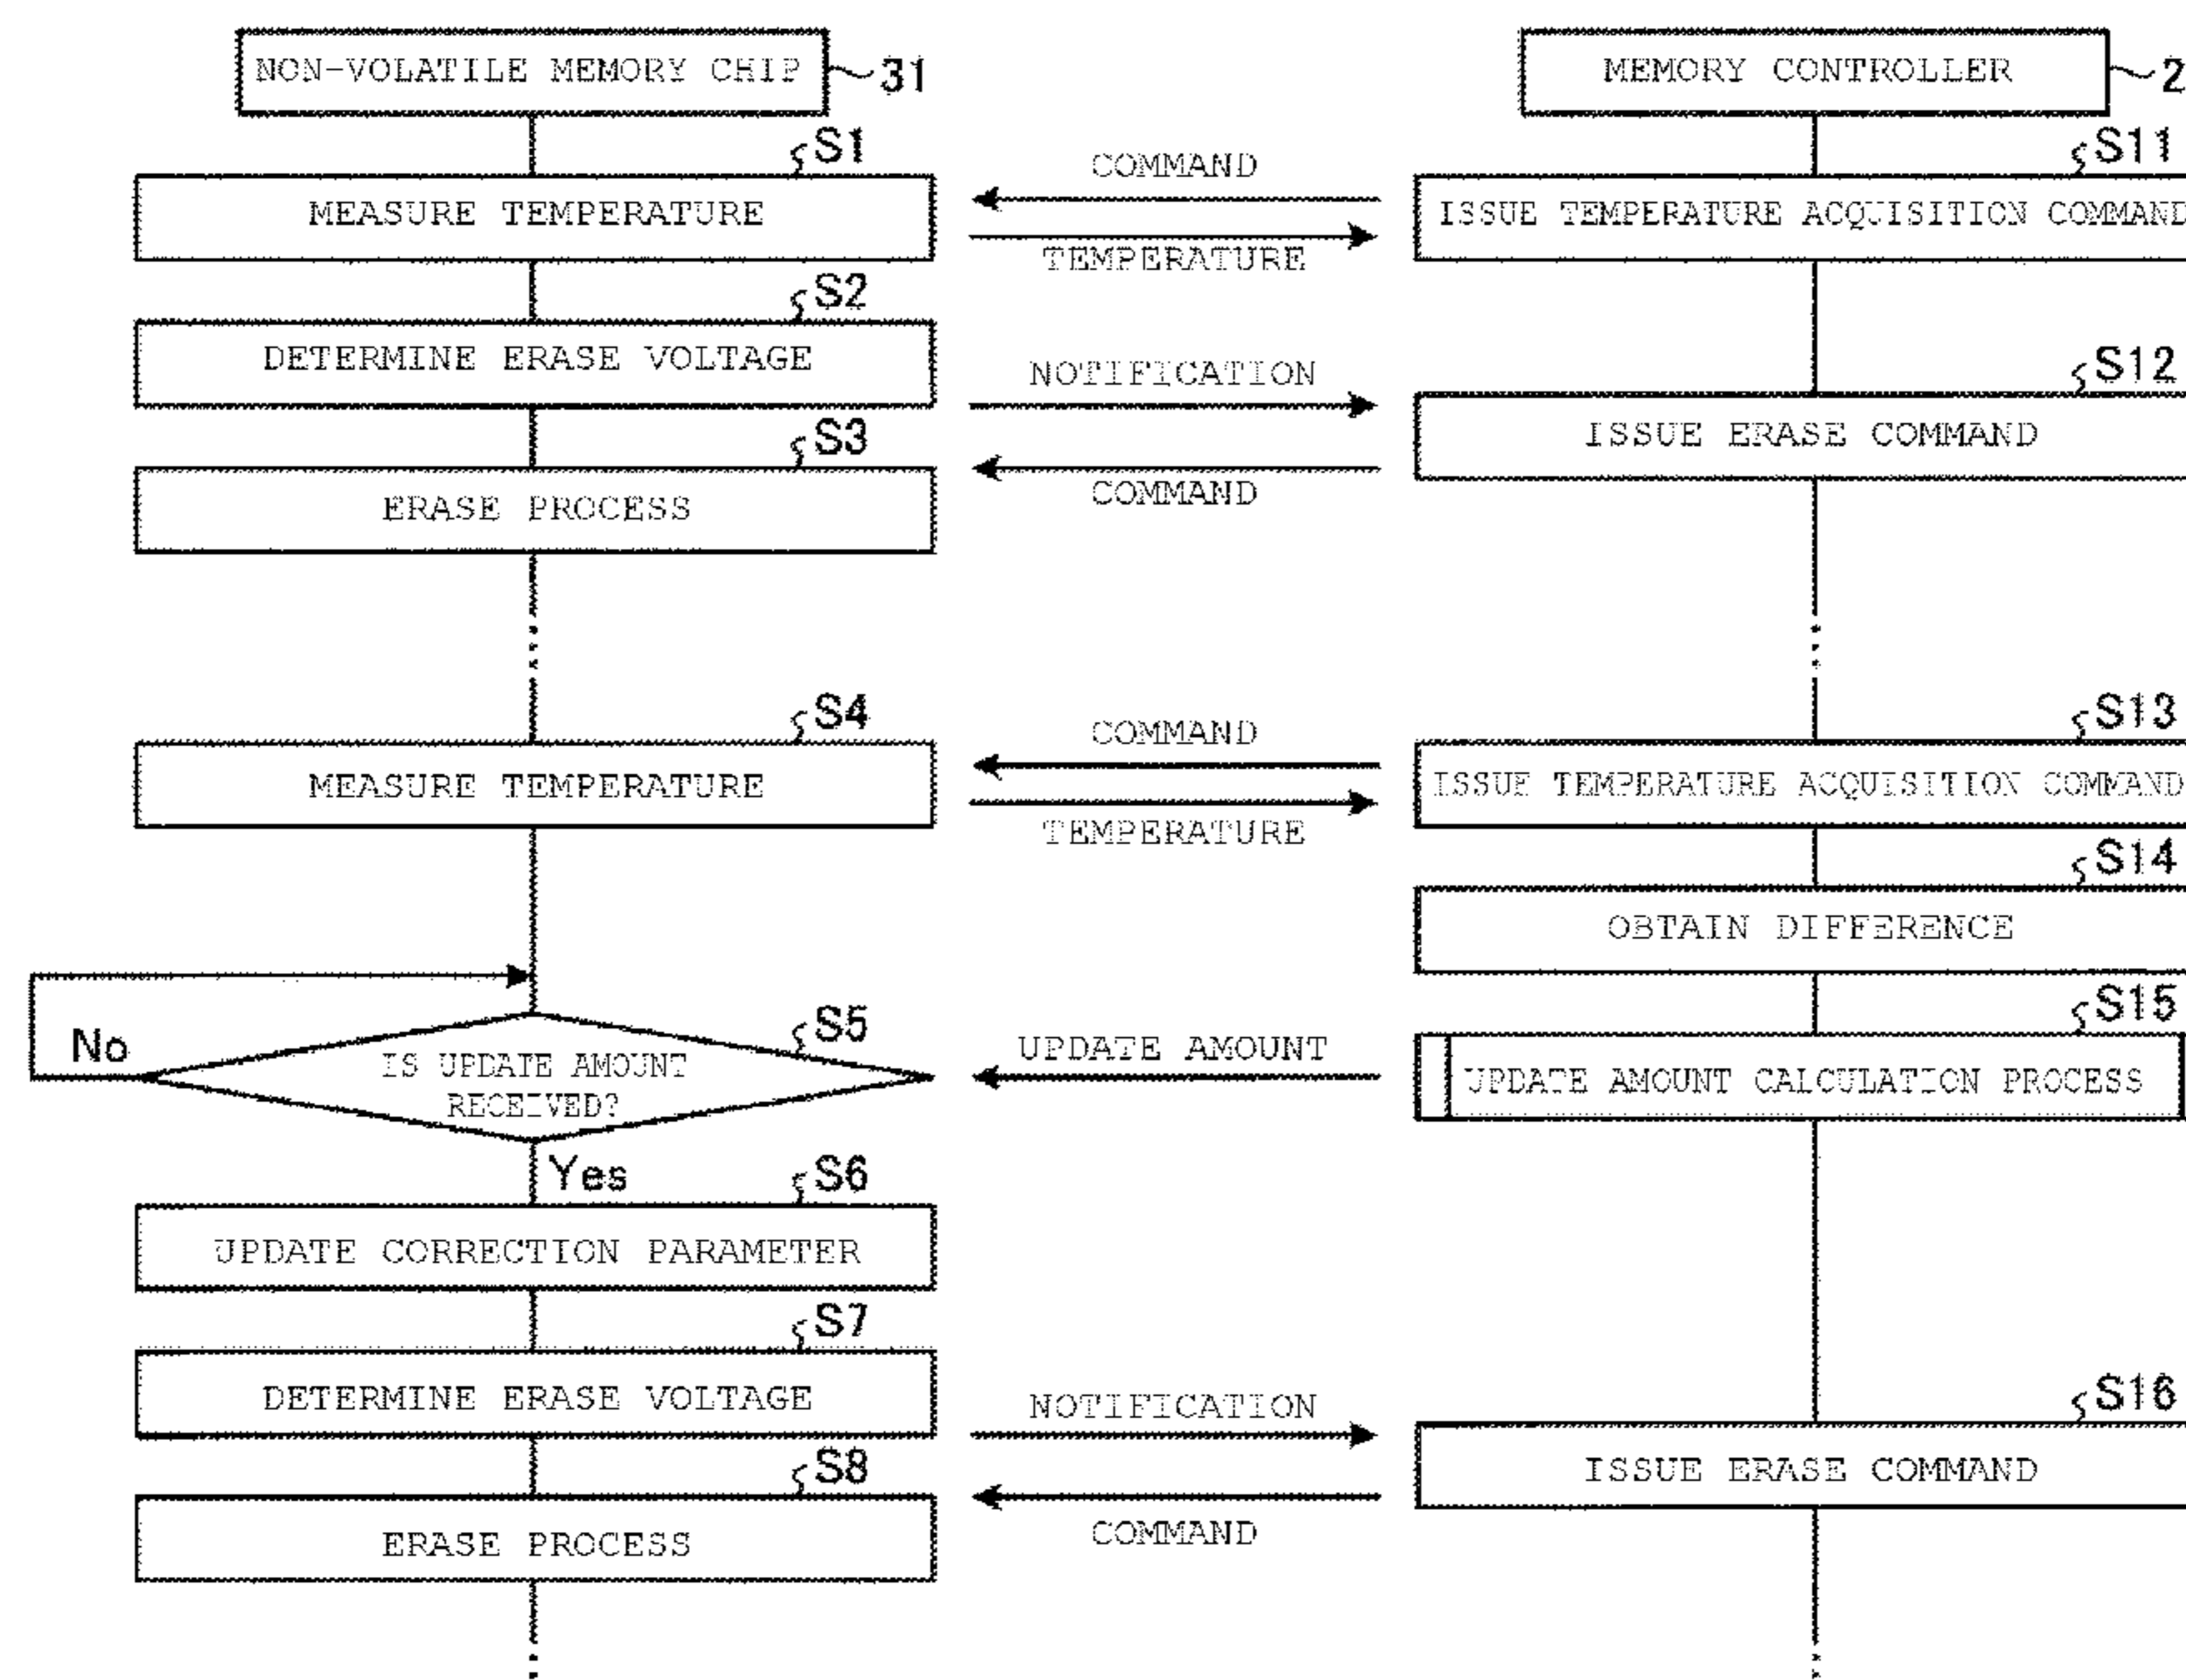 NON-VOLATILE MEMORY CHIP 31
MEMORY CONTROLLER 2
S1
S11
COMMAND
MEASURE TEMPERATURE
ISSUE TEMPERATURE ACQUISITION COMMAND
TEMPERATURE
S2
DETERMINE ERASE VOLTAGE
NOTIFICATION
S12
ISSUE ERASE COMMAND
S3
COMMAND
ERASE PROCESS
S4
COMMAND
S13
MEASURE TEMPERATURE
ISSUE TEMPERATURE ACQUISITION COMMAND
TEMPERATURE
S14
OBTAIN DIFFERENCE
No
S5
IS UPDATE AMOUNT
RECEIVED?
UPDATE AMOUNT
S15
UPDATE AMOUNT CALCULATION PROCESS
Yes
S6
UPDATE CORRECTION PARAMETER
S7
DETERMINE ERASE VOLTAGE
NOTIFICATION
S16
ISSUE ERASE COMMAND
S8
COMMAND
ERASE PROCESS